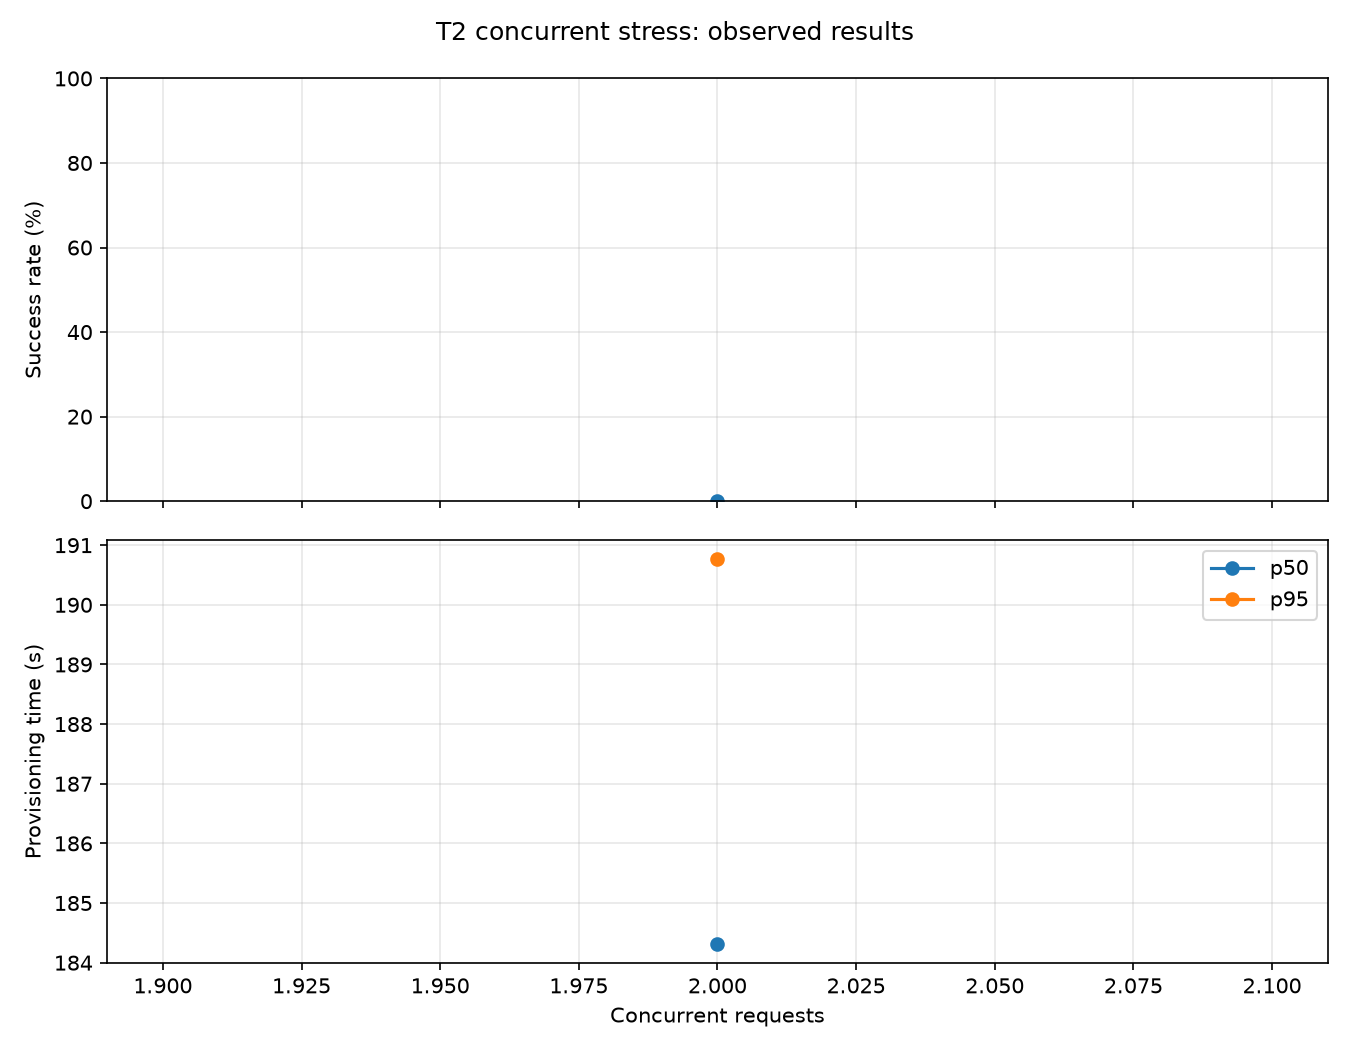 T2 concurrent stress: observed results
100
80
60
40
20
0
Success rate (%)
191
190
189
188
187
186
185
184
Provisioning time (s)
p50
p95
1.900 1.925 1.950 1.975 2.000 2.025 2.050 2.075 2.100
Concurrent requests